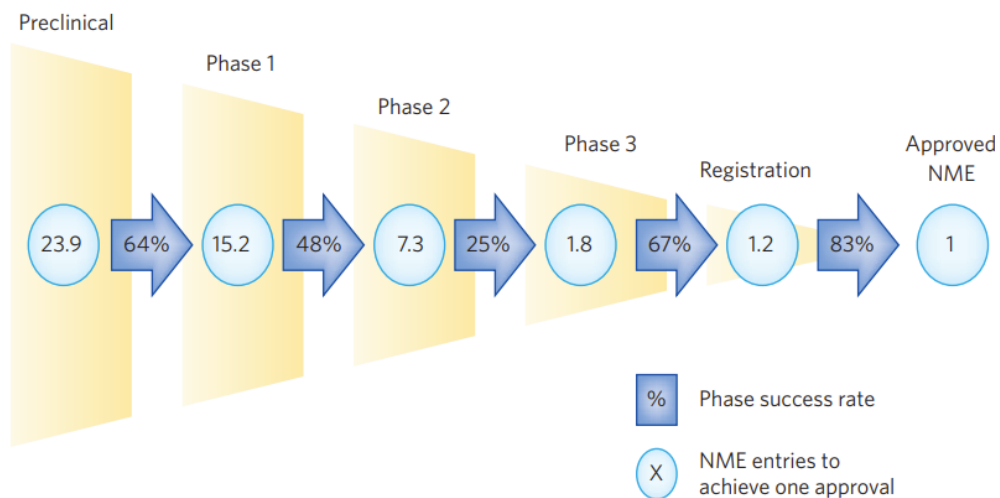 Preclinical
Phase 1
Phase 2
Phase 3
Registration
Approved
NME
23.9
64%
15.2
48%
7.3
25%
1.8
67%
1.2
83%
1
%
Phase success rate
X
NME entries to
achieve one approval